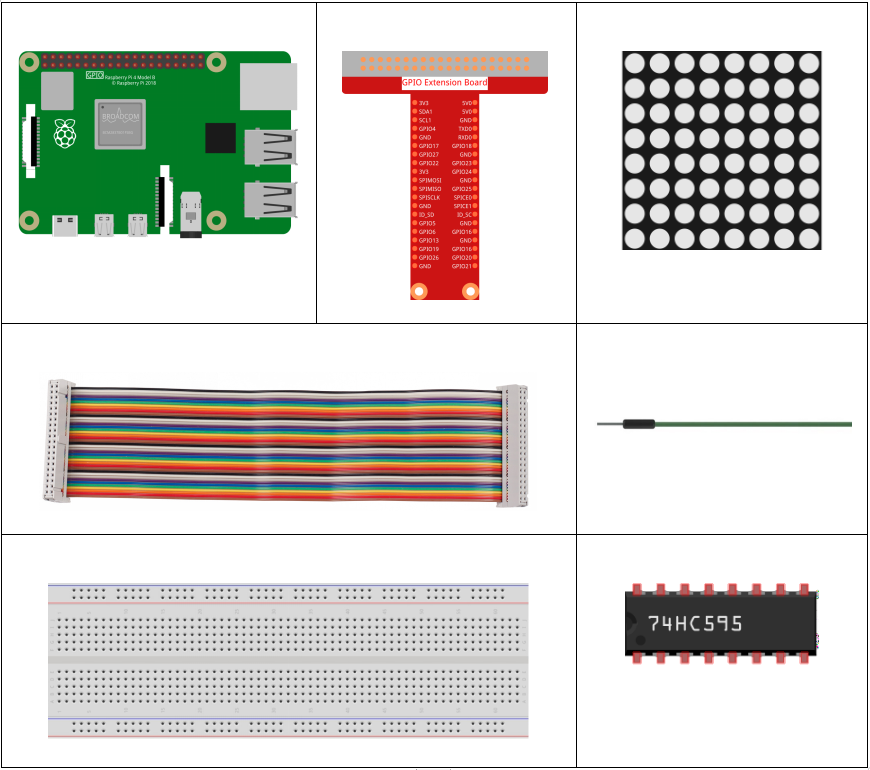 GPIO Raspberry Pi 4 Model B
© Raspberry Pi 2018
BROADCOM
GPIO Extension Board
3V3 5V0
SDA1 5V0
SCL1 GND
GPIO4 TXD0
GND RXD0
GPIO17 GPIO18
GPIO27 GND
GPIO22 GPIO23
3V3 GPIO24
SPIMOSI GND
SPIMISO GPIO25
SPISCLK SPICE0
GND SPICE1
ID_SD ID_SC
GPIO5 GND
GPIO6 GPIO16
GPIO13 GND
GPIO19 GPIO16
GPIO26 GPIO20
GND GPIO21
74HC595